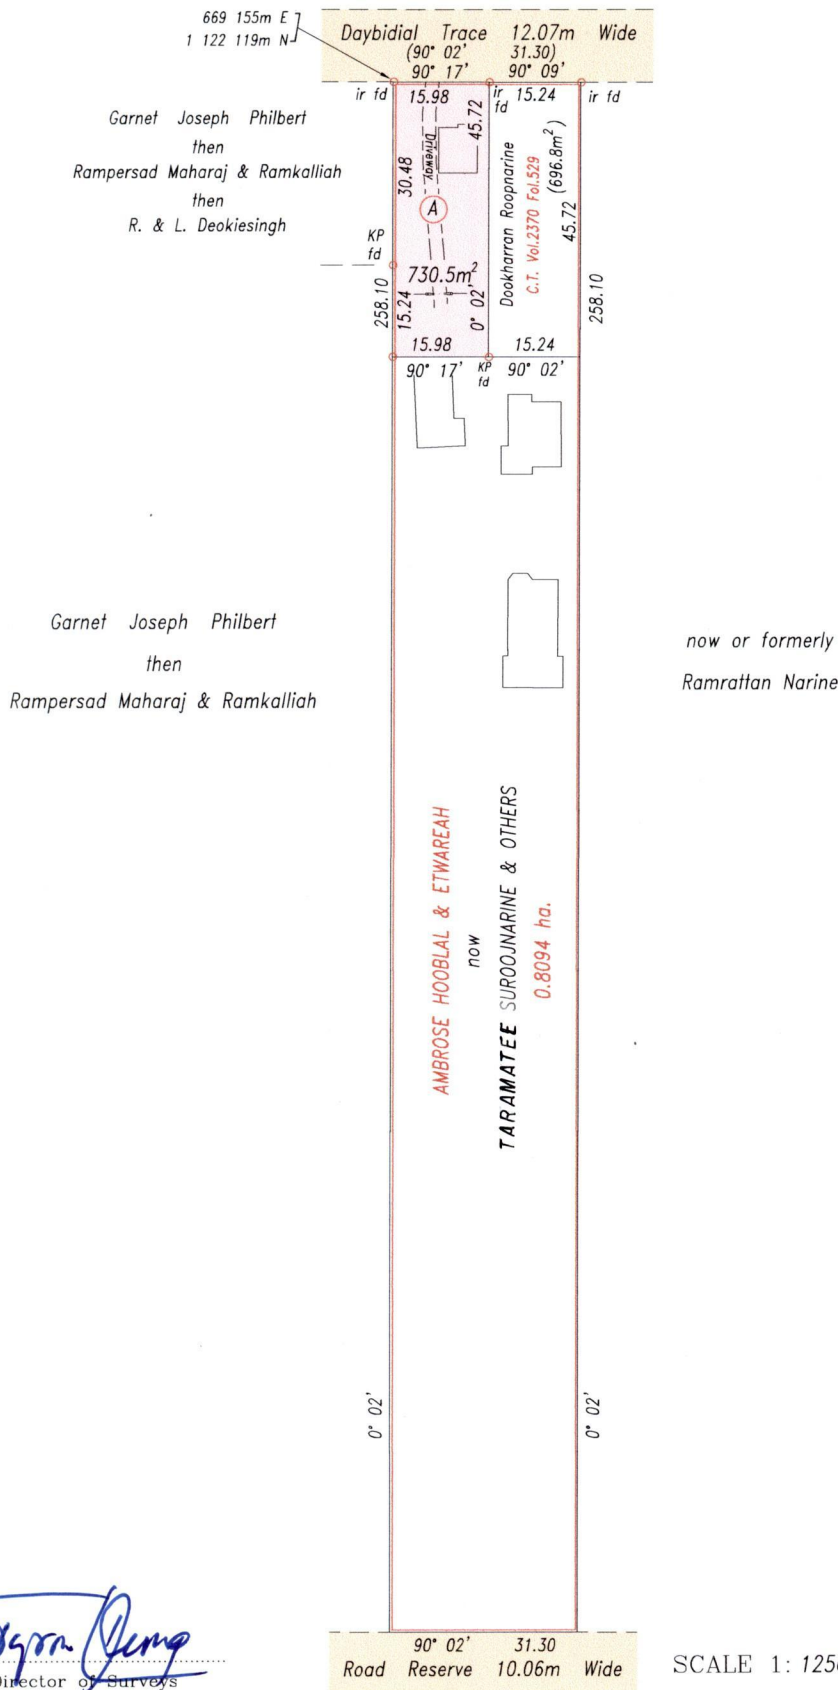 669 155m E
1 122 119m N
Daybidial Trace 12.07m Wide
(90° 02' 31.30)
90° 17' 90° 09'
ir fd 15.98 ir fd 15.24 ir fd
Garnet Joseph Philbert
then
Rampersad Maharaj & Ramkalliah
then
R. & L. Deokiesingh
45.72
Driveway
30.48
A
Dookharran Roopnarine
C.T. Vol.2370 Fol.529
(696.8m²)
45.72
KP
fd
730.5m²
258.10
15.24
0° 02'
258.10
15.98 15.24
90° 17' KP fd 90° 02'
Garnet Joseph Philbert
then
Rampersad Maharaj & Ramkalliah
now or formerly
Ramrattan Narine
AMBROSE HOOBLAL & ETWAREAH
now
TARAMATEE SUROOJNARINE & OTHERS
0.8094 ha.
0° 02'
0° 02'
90° 02' 31.30
Road Reserve 10.06m Wide
Director of Surveys
SCALE 1: 125